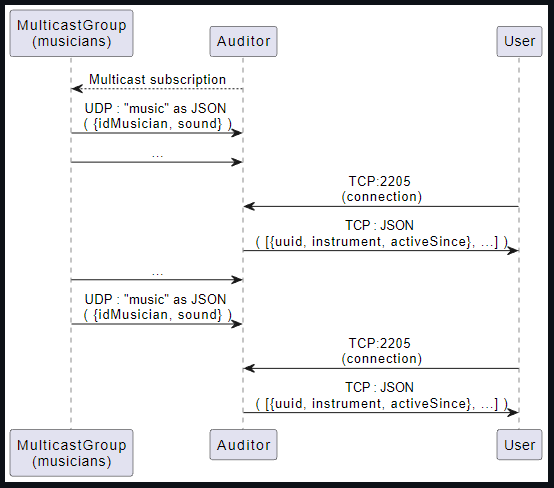 MulticastGroup
(musicians)
Auditor
User
Multicast subscription
UDP : "music" as JSON
( {idMusician, sound} )
...
TCP:2205
(connection)
TCP : JSON
( [{uuid, instrument, activeSince}, ...] )
...
UDP : "music" as JSON
( {idMusician, sound} )
TCP:2205
(connection)
TCP : JSON
( [{uuid, instrument, activeSince}, ...] )
MulticastGroup
(musicians)
Auditor
User